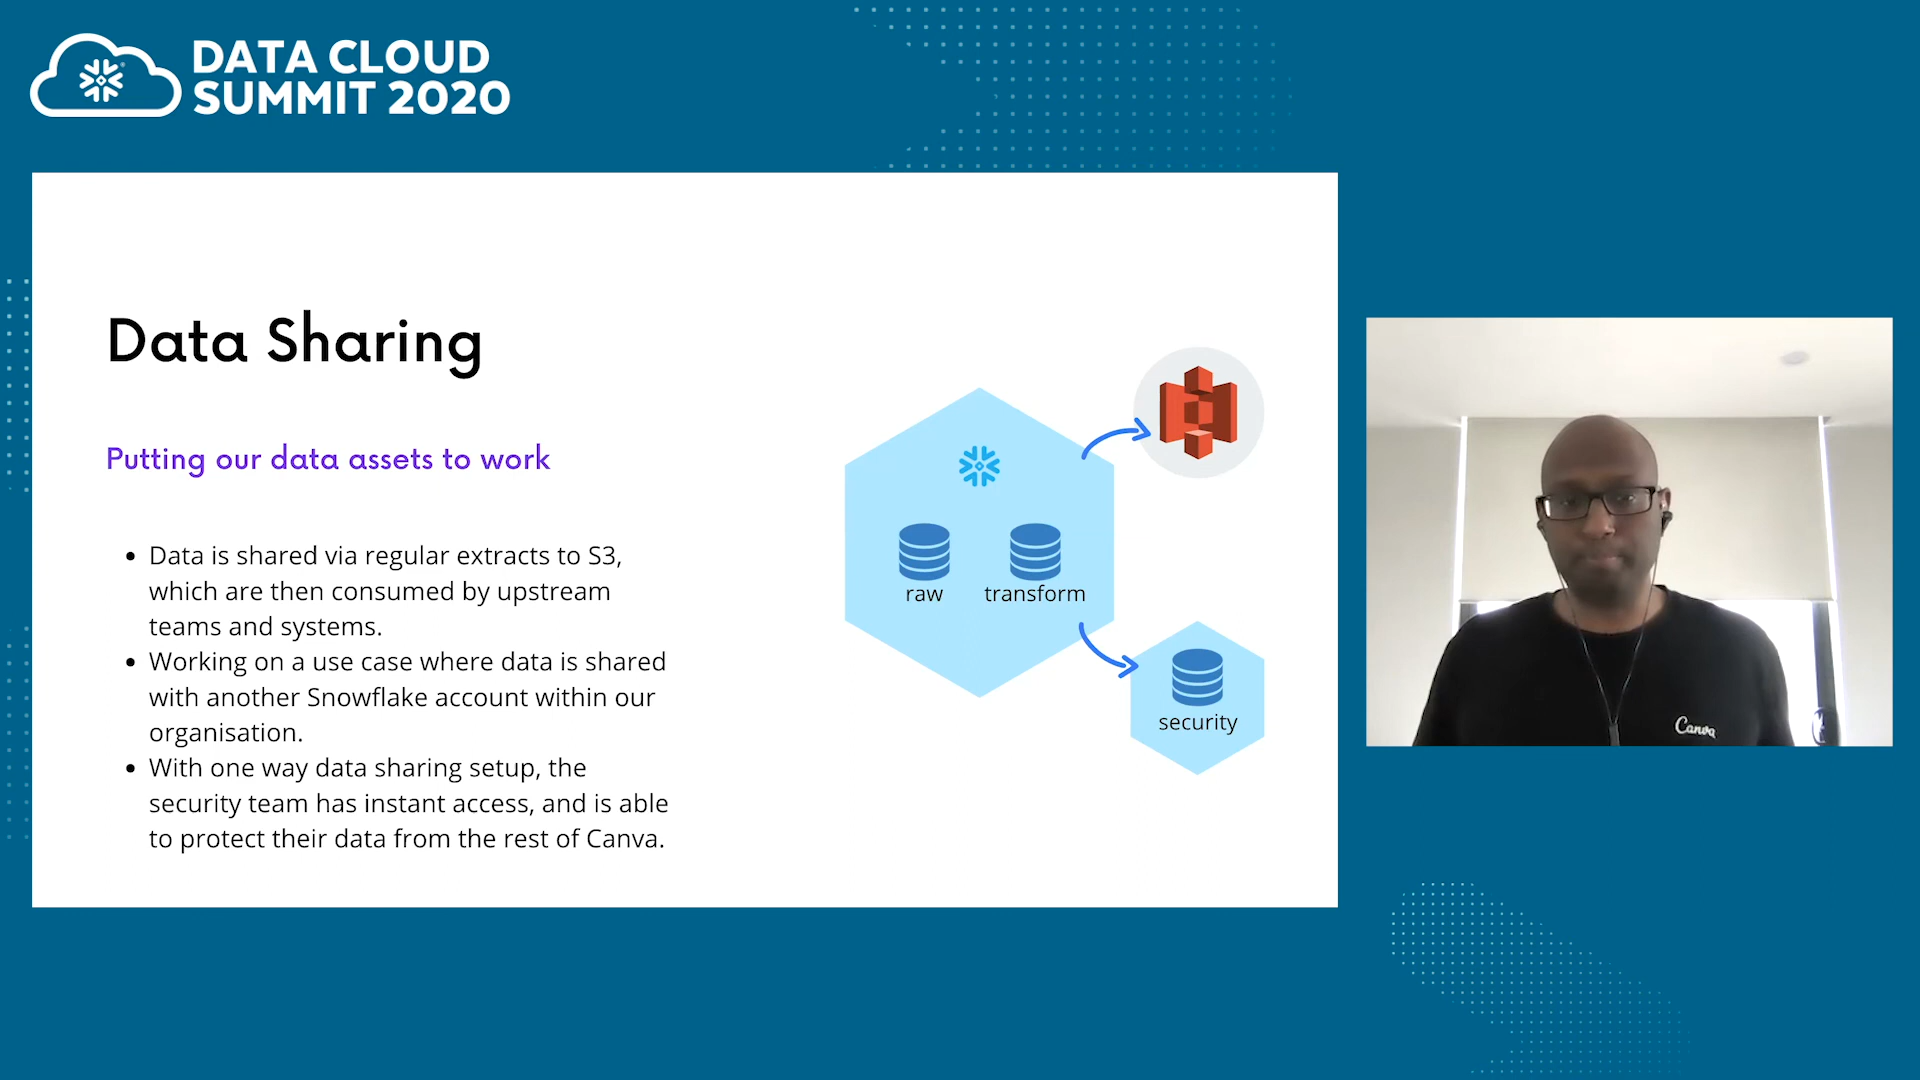 DATA CLOUD
SUMMIT 2020
Data Sharing
Putting our data assets to work
• Data is shared via regular extracts to S3,
which are then consumed by upstream
teams and systems.
• Working on a use case where data is shared
with another Snowflake account within our
organisation.
• With one way data sharing setup, the
security team has instant access, and is able
to protect their data from the rest of Canva.
raw
transform
security
Canva